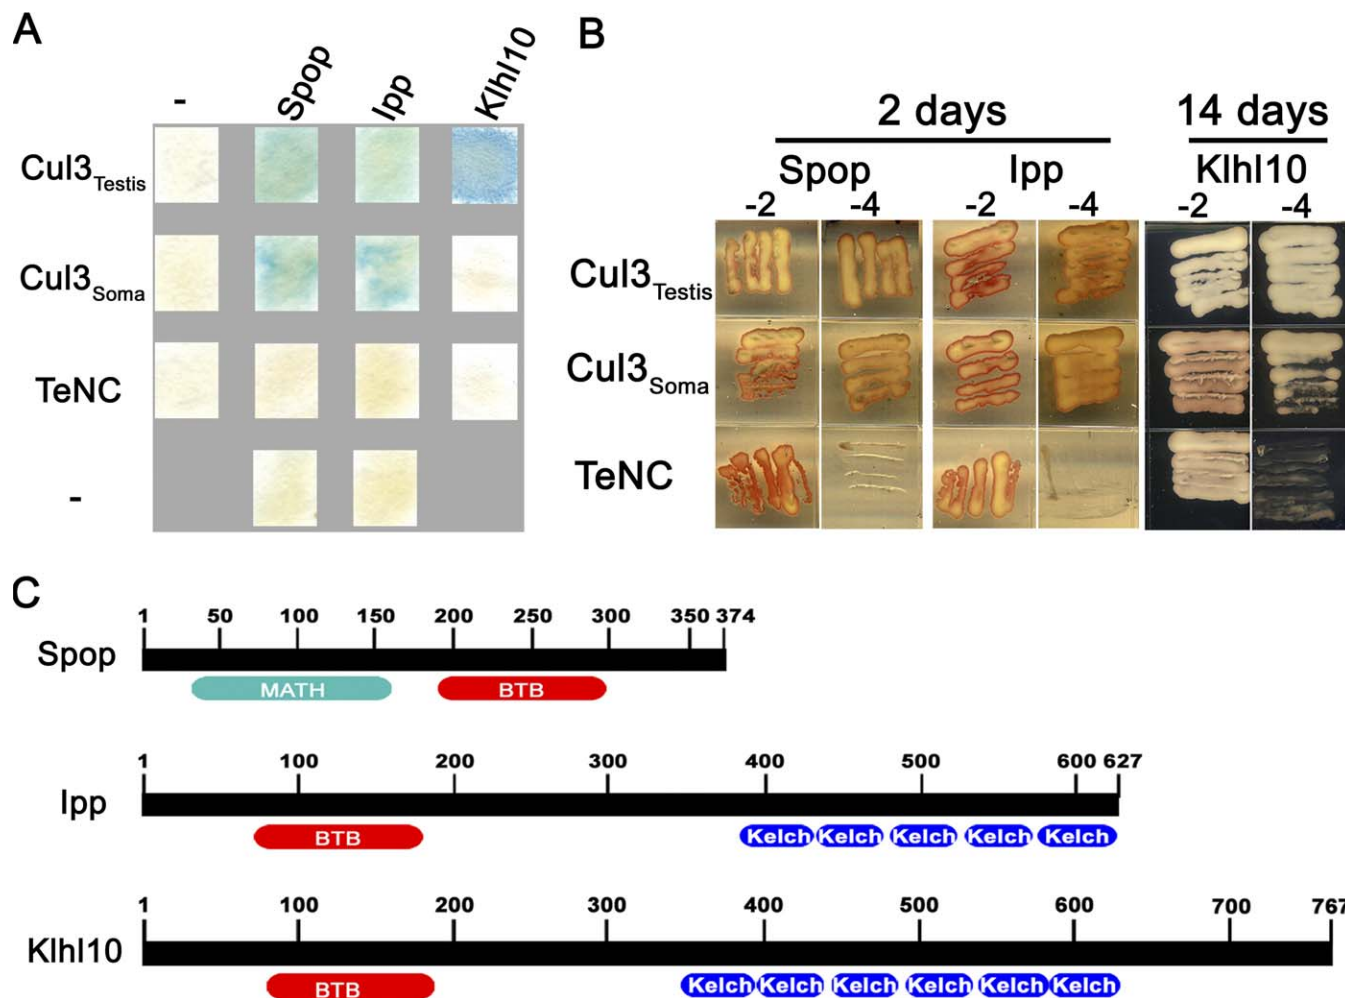 A
- Spop Ipp Klhl10
Cul3Testis
Cul3Soma
TeNC
-
B
2 days 14 days
Spop Ipp Klhl10
-2 -4 -2 -4 -2 -4
Cul3Testis
Cul3Soma
TeNC
C
1 50 100 150 200 250 300 350 374
Spop
MATH BTB
1 100 200 300 400 500 600 627
Ipp
BTB Kelch Kelch Kelch Kelch Kelch
1 100 200 300 400 500 600 700 767
Klhl10
BTB Kelch Kelch Kelch Kelch Kelch Kelch